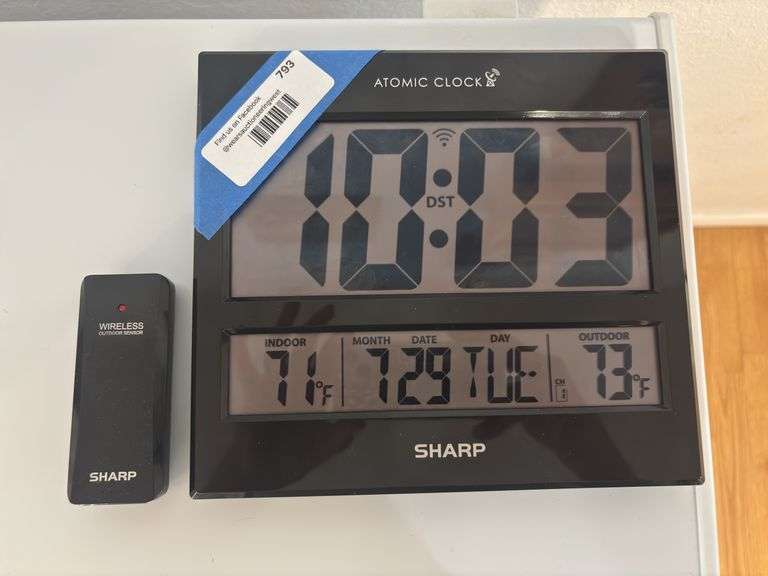 793
Find us on Facebook
@wearsauctioneeringwest
ATOMIC CLOCK
10:03
DST
INDOOR
71°F
MONTH DATE DAY
7 29 TUE
CH
OUTDOOR
73°F
SHARP
WIRELESS
OUTDOOR SENSOR
SHARP